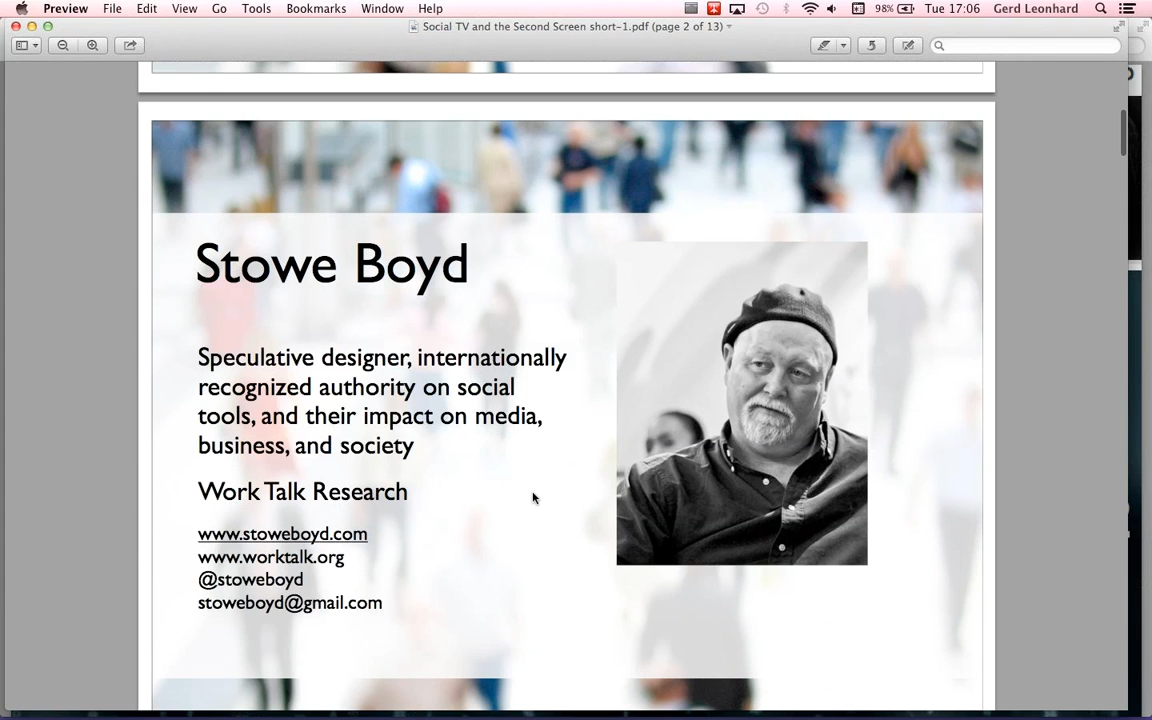 Preview File Edit View Go Tools Bookmarks Window Help 98% Tue 17:06 Gerd Leonhard
Social TV and the Second Screen short-1.pdf (page 2 of 13)
Stowe Boyd
Speculative designer, internationally
recognized authority on social
tools, and their impact on media,
business, and society
Work Talk Research
www.stoweboyd.com
www.worktalk.org
@stoweboyd
stoweboyd@gmail.com